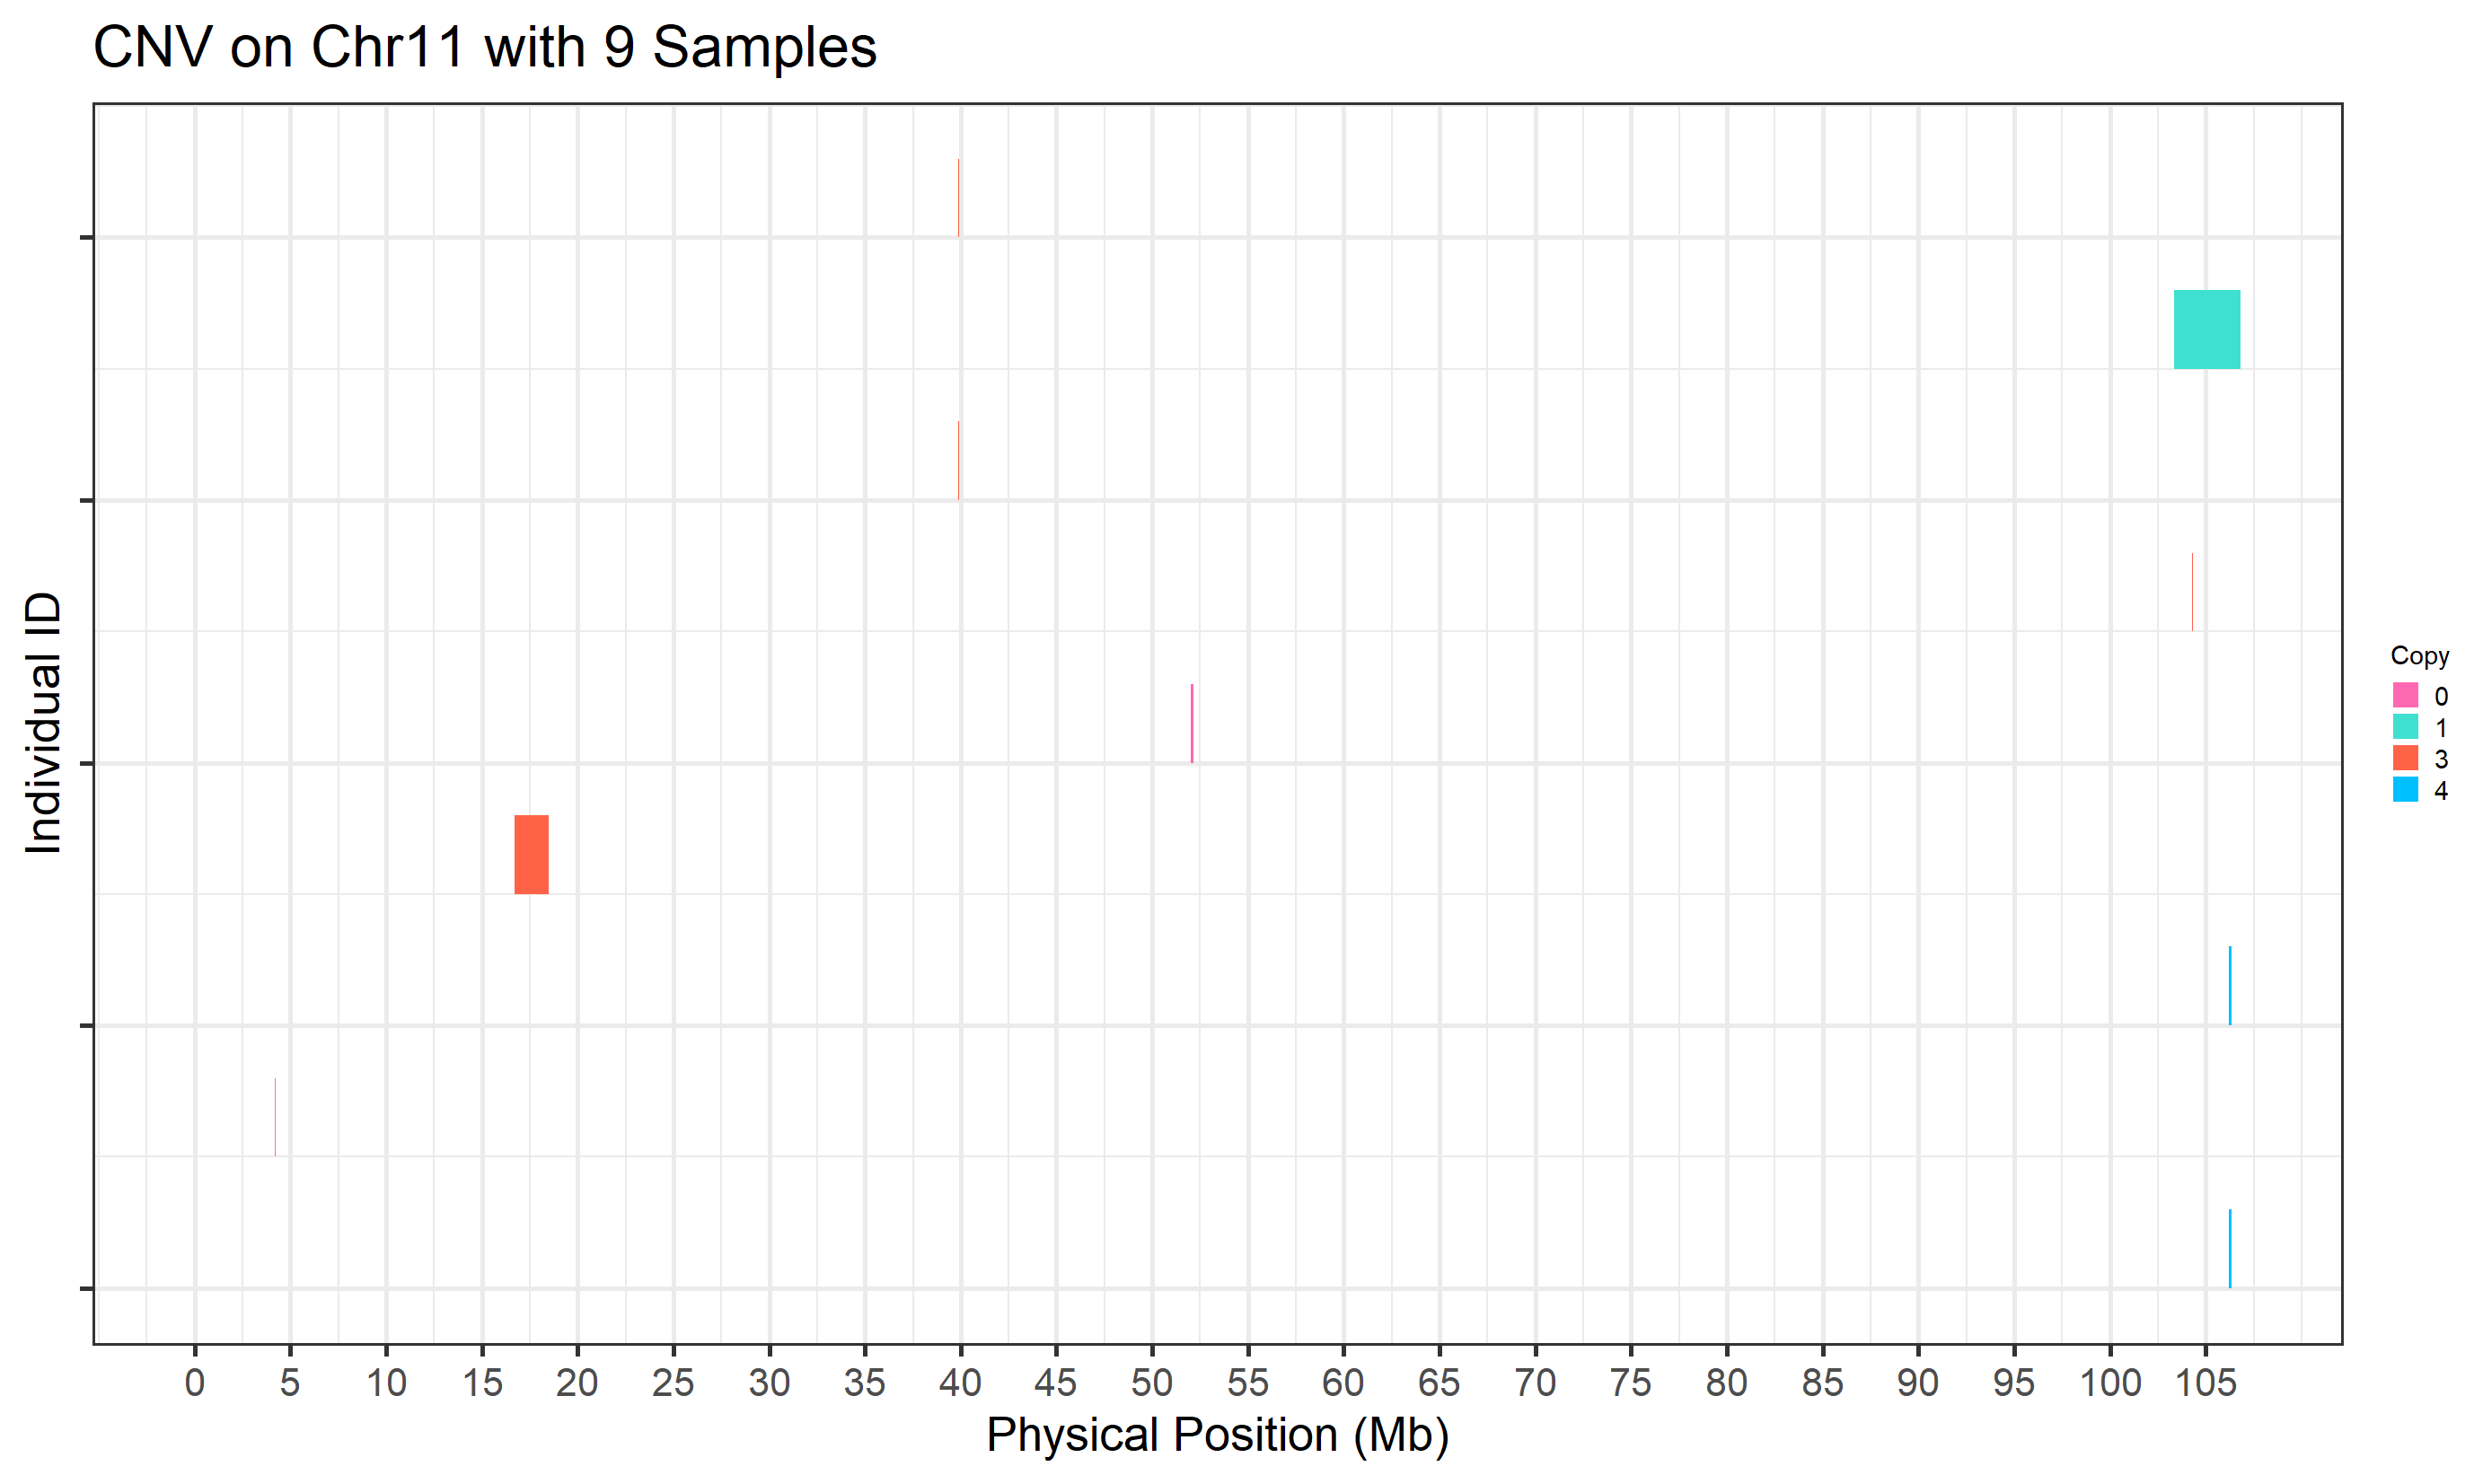 CNV on Chr11 with 9 Samples
Individual ID
Copy
0
1
3
4
0 5 10 15 20 25 30 35 40 45 50 55 60 65 70 75 80 85 90 95 100 105
Physical Position (Mb)